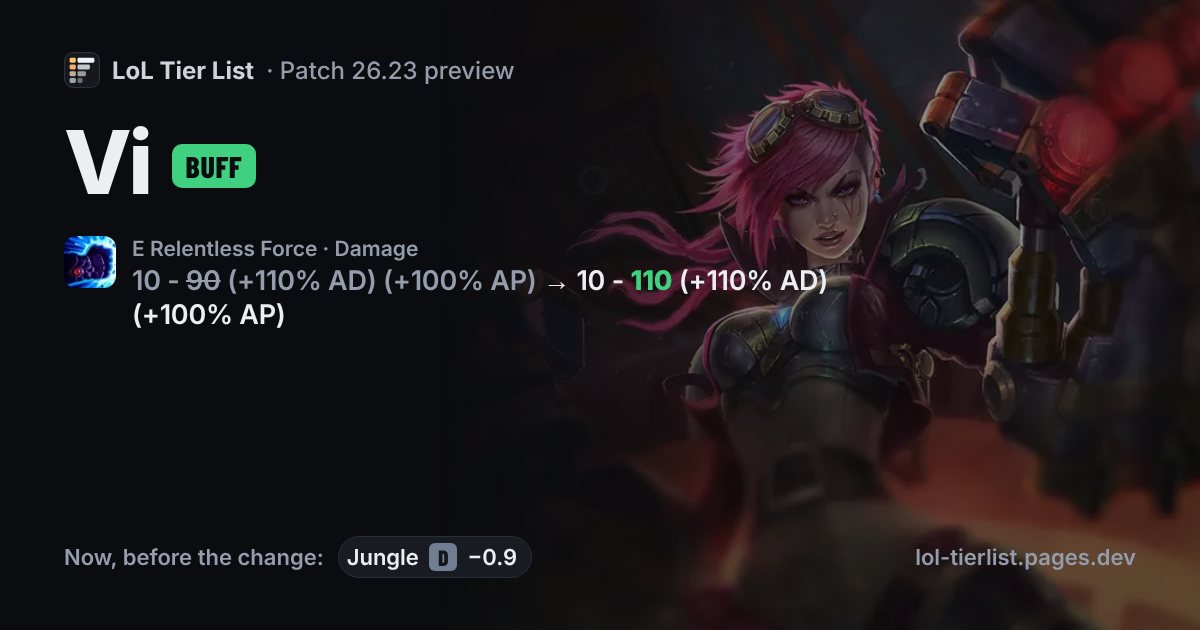 LoL Tier List · Patch 26.23 preview
Vi BUFF
E Relentless Force · Damage
10 - 90 (+110% AD) (+100% AP) → 10 - 110 (+110% AD)
(+100% AP)
Now, before the change: Jungle D −0.9
lol-tierlist.pages.dev